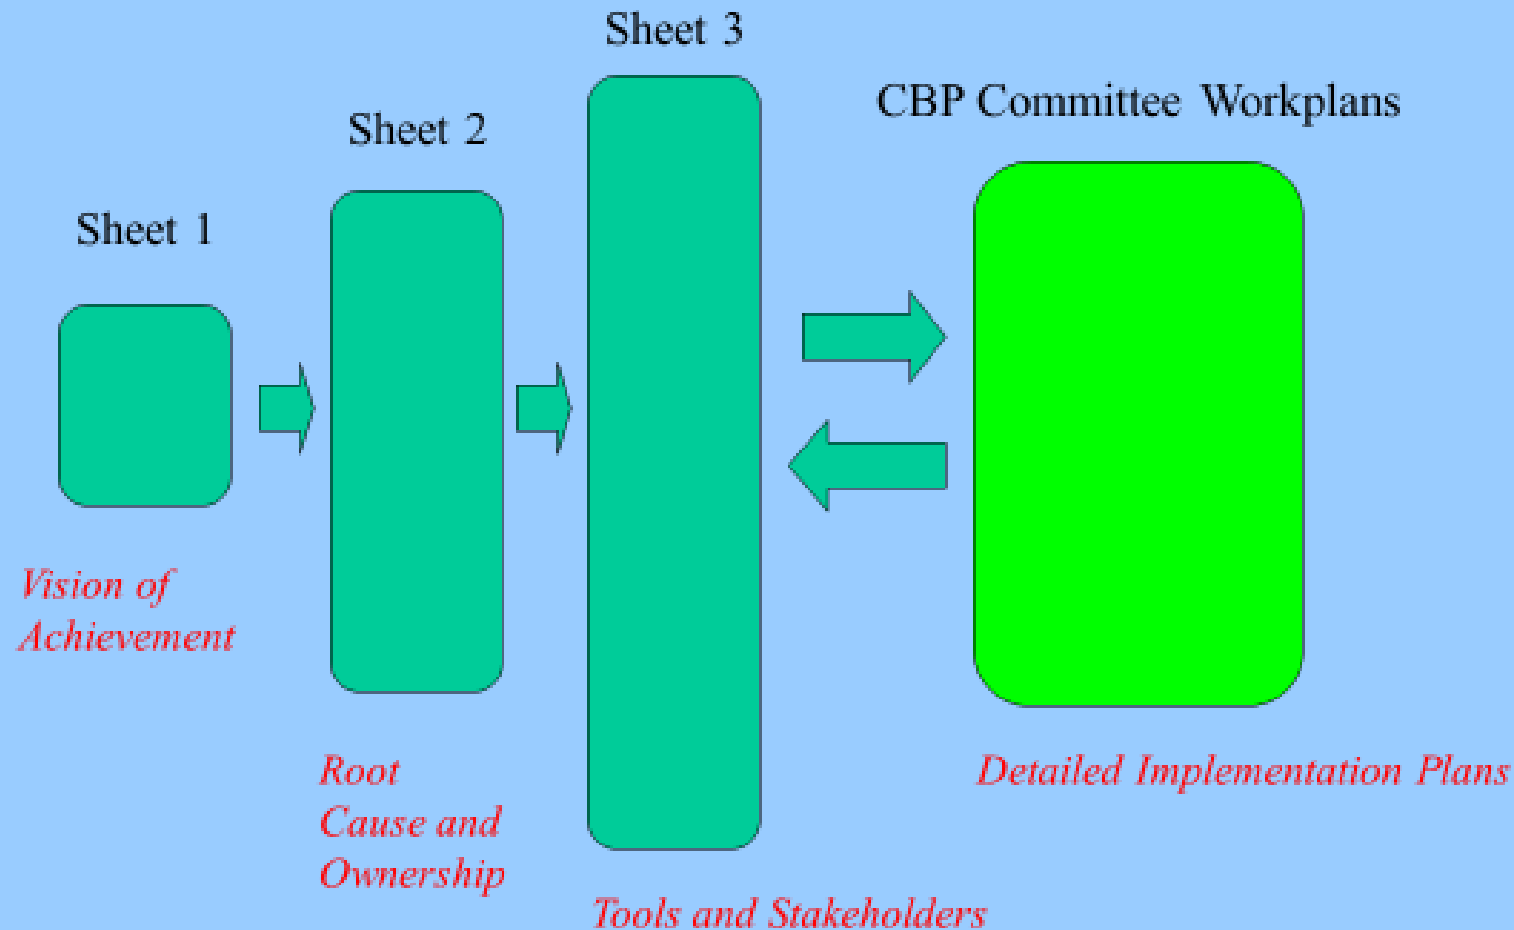 Sheet 3
CBP Committee Workplans
Sheet 2
Sheet 1
Vision of
Achievement
Root
Cause and
Ownership
Detailed Implementation Plans
Tools and Stakeholders